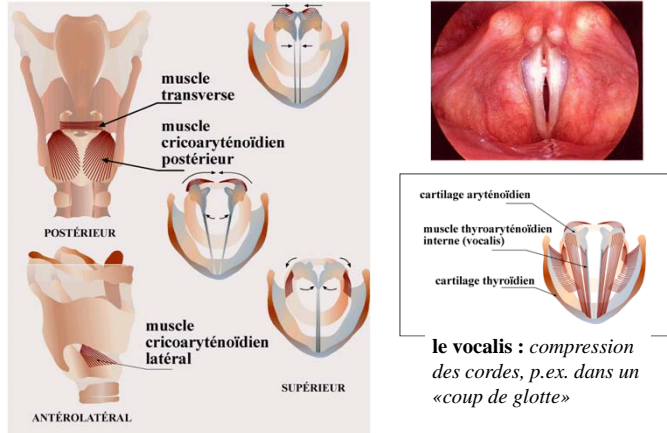 muscle
transverse
muscle
cricoaryténoïdien
postérieur
POSTÉRIEUR
muscle
cricoaryténoïdien
latéral
ANTÉROLATÉRAL
SUPÉRIEUR
cartilage aryténoïdien
muscle thyroaryténoïdien
interne (vocalis)
cartilage thyroïdien
le vocalis : compression
des cordes, p.ex. dans un
«coup de glotte»